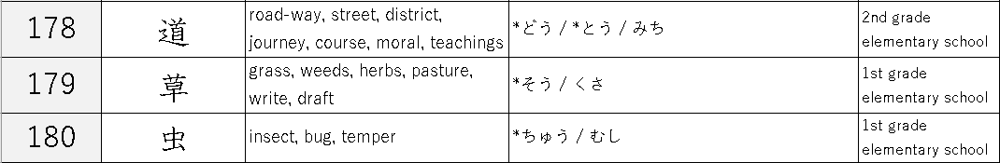 178 道 road-way, street, district, journey, course, moral, teachings *どう / *とう / みち 2nd grade elementary school
179 草 grass, weeds, herbs, pasture, write, draft *そう / くさ 1st grade elementary school
180 虫 insect, bug, temper *ちゅう / むし 1st grade elementary school